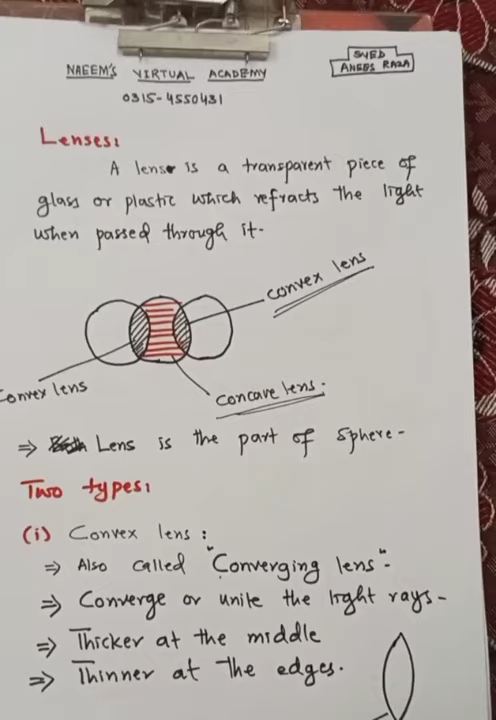 NAEEM'S VIRTUAL ACADEMY
0315-4550431
SYED
ANEES RAZA
Lenses:
A lens is a transparent piece of
glass or plastic which refracts the light
when passed through it.
convex lens
Convex lens
Concave lens.
⇒ Lens is the part of sphere-
Two types:
(i) Convex lens:
⇒ Also called "Converging lens"-
⇒ Converge or unite the light rays-
⇒ Thicker at the middle
⇒ Thinner at the edges.